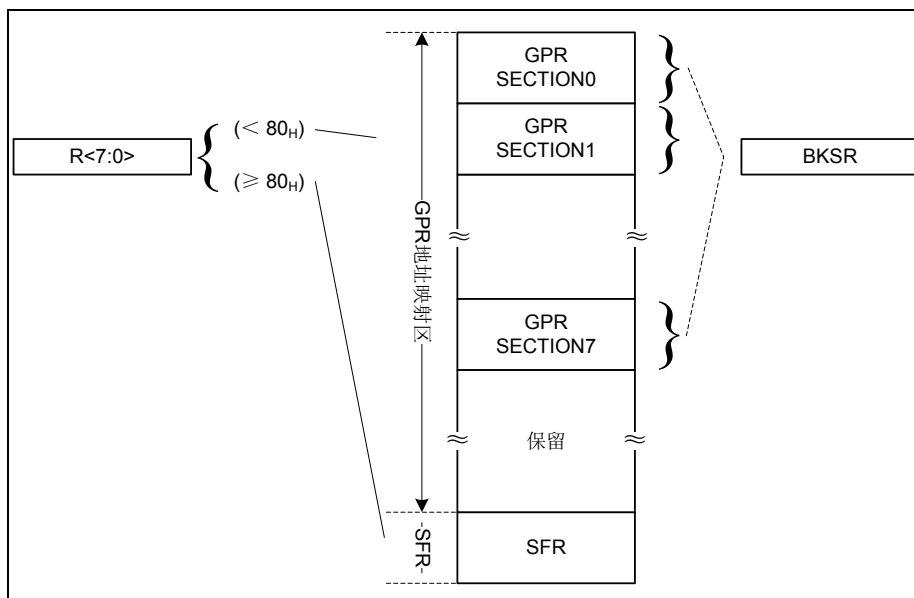 GPR
SECTION0
(< 80H)
GPR
SECTION1
R<7:0>
BKSR
(≥ 80H)
GPR地址映射区
GPR
SECTION7
保留
-SFR-
SFR